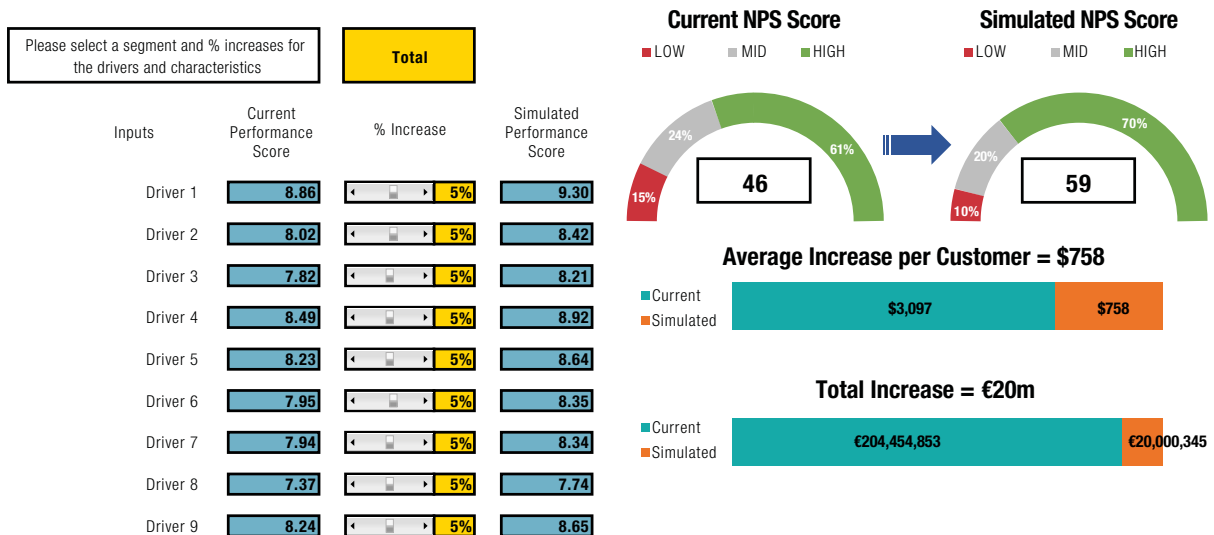 Please select a segment and % increases for
the drivers and characteristics
Total
Inputs
Current
Performance
Score
% Increase
Simulated
Performance
Score
Driver 1 8.86 5% 9.30
Driver 2 8.02 5% 8.42
Driver 3 7.82 5% 8.21
Driver 4 8.49 5% 8.92
Driver 5 8.23 5% 8.64
Driver 6 7.95 5% 8.35
Driver 7 7.94 5% 8.34
Driver 8 7.37 5% 7.74
Driver 9 8.24 5% 8.65
Current NPS Score
LOW MID HIGH
15%
24%
61%
46
Simulated NPS Score
LOW MID HIGH
10%
20%
70%
59
Average Increase per Customer = $758
Current
Simulated
$3,097 $758
Total Increase = €20m
Current
Simulated
€204,454,853 €20,000,345